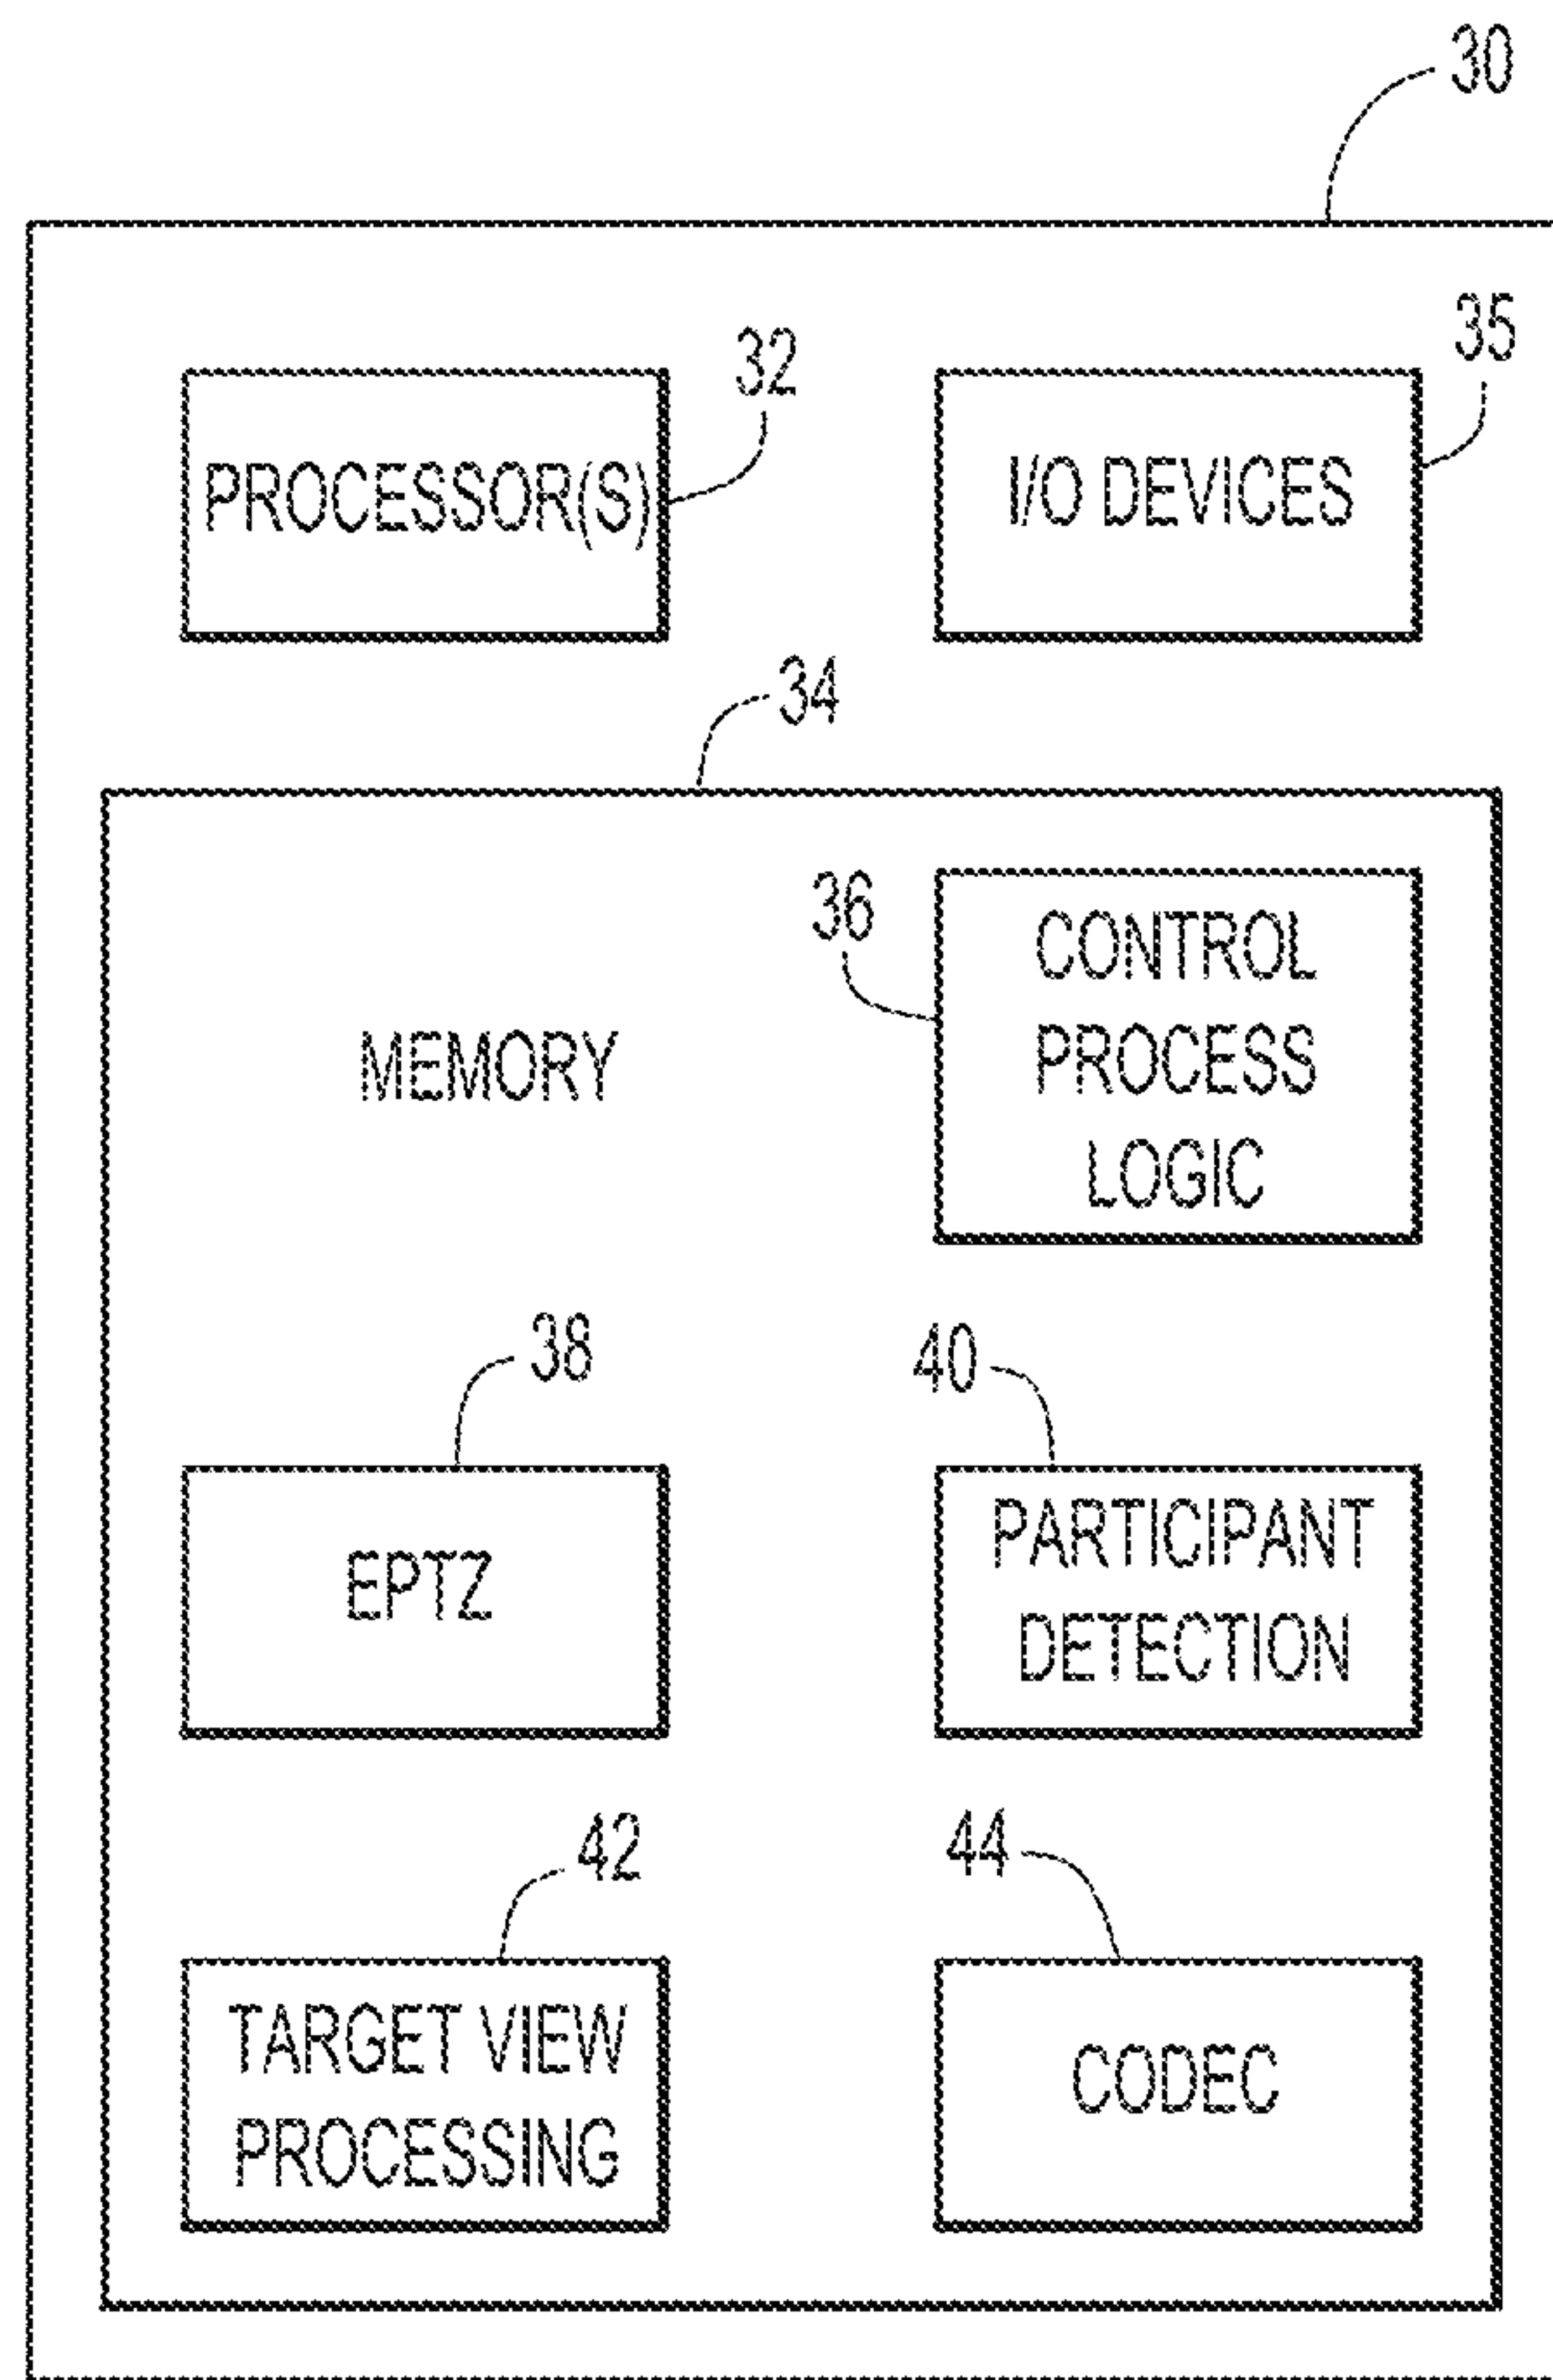 30
32
35
PROCESSOR(S)
I/O DEVICES
34
36
CONTROL
PROCESS
LOGIC
MEMORY
38
40
EPTZ
PARTICIPANT
DETECTION
42
44
TARGET VIEW
PROCESSING
CODEC